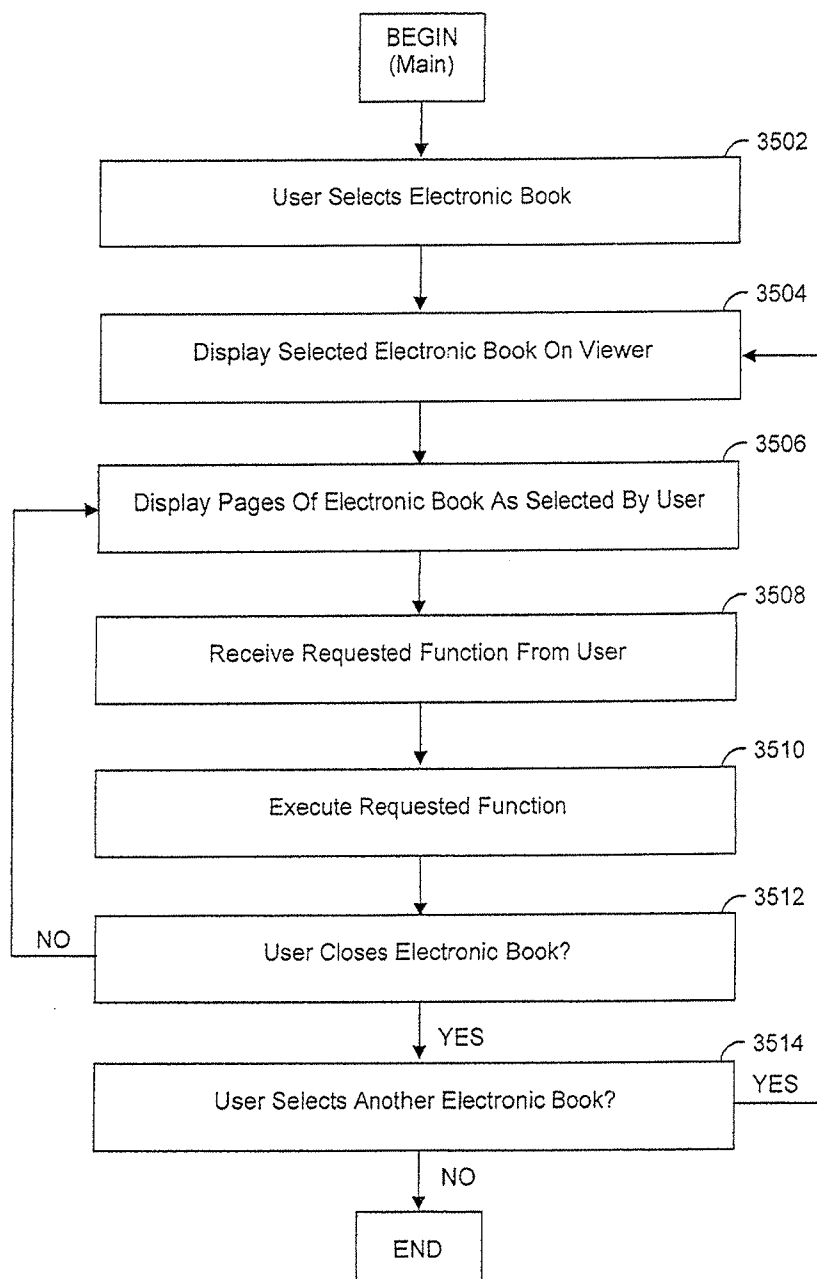 BEGIN
(Main)
3502
User Selects Electronic Book
3504
Display Selected Electronic Book On Viewer
3506
Display Pages Of Electronic Book As Selected By User
3508
Receive Requested Function From User
3510
Execute Requested Function
3512
NO
User Closes Electronic Book?
YES
3514
User Selects Another Electronic Book?
YES
NO
END